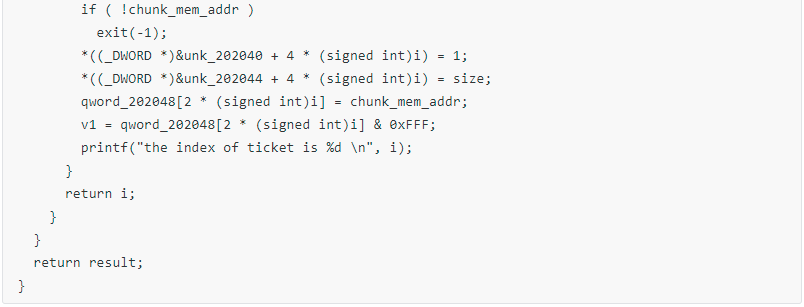 if ( !chunk_mem_addr )
exit(-1);
*((_DWORD *)&unk_202040 + 4 * (signed int)i) = 1;
*((_DWORD *)&unk_202044 + 4 * (signed int)i) = size;
qword_202048[2 * (signed int)i] = chunk_mem_addr;
v1 = qword_202048[2 * (signed int)i] & 0xFFF;
printf("the index of ticket is %d \n", i);
}
return i;
}
}
return result;
}